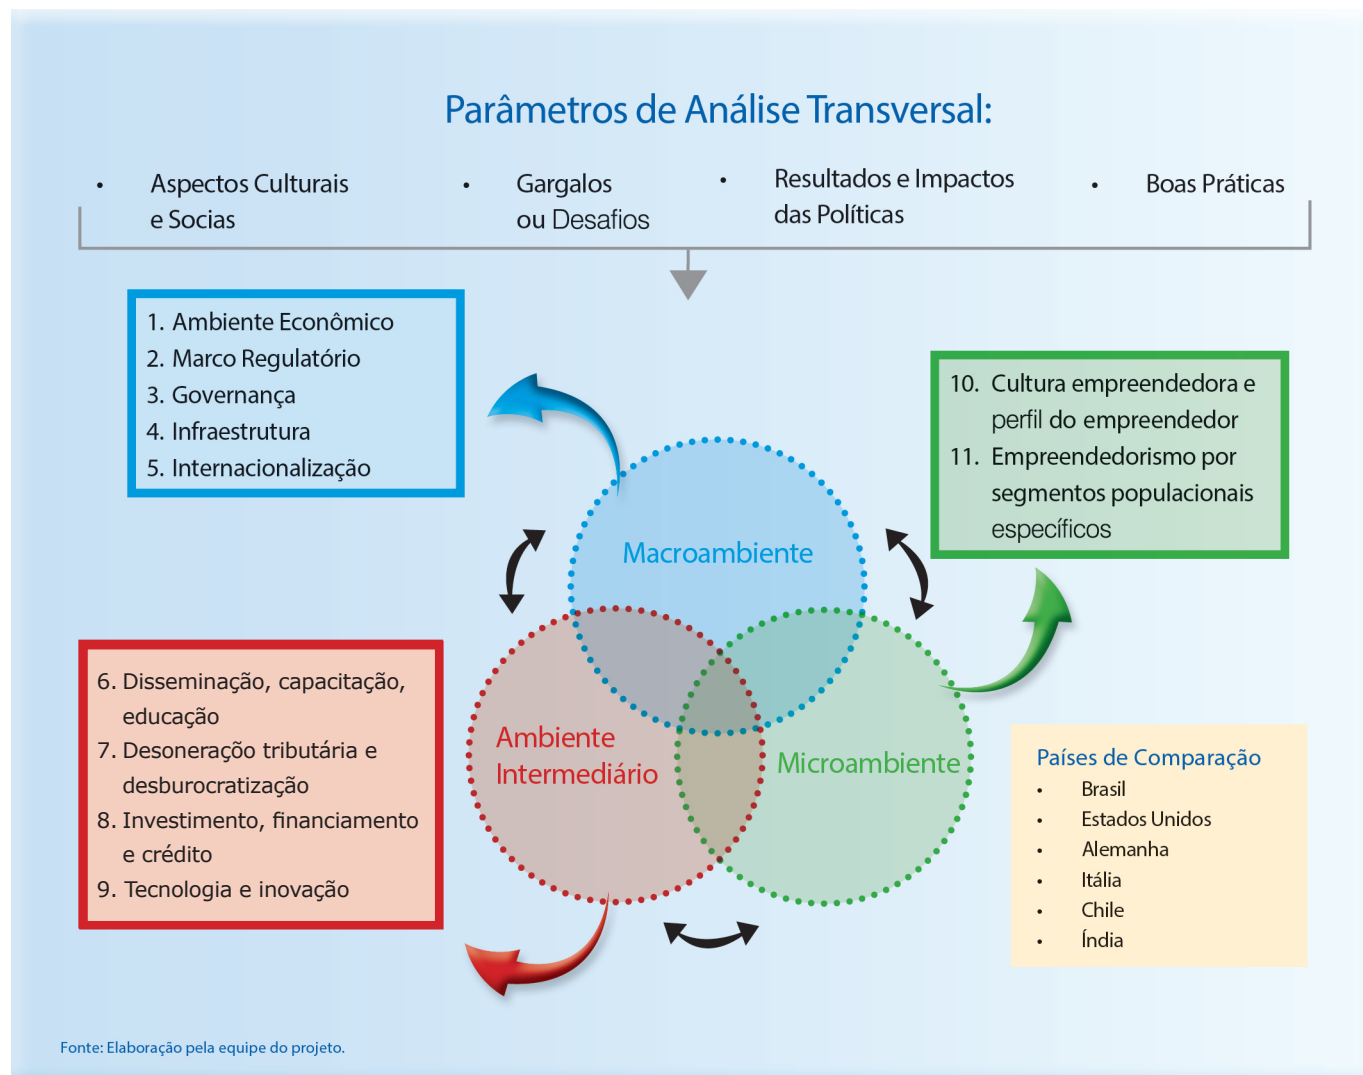 Parâmetros de Análise Transversal:
• Aspectos Culturais
e Socias
• Gargalos
ou Desafios
• Resultados e Impactos
das Políticas
• Boas Práticas
1. Ambiente Econômico
2. Marco Regulatório
3. Governança
4. Infraestrutura
5. Internacionalização
10. Cultura empreendedora e
perfil do empreendedor
11. Empreendedorismo por
segmentos populacionais
específicos
Macroambiente
6. Disseminação, capacitação,
educação
7. Desoneraçço tributária e
desburocratização
8. Investimento, financiamento
e crédito
9. Tecnologia e inovação
Ambiente
Intermediário
Microambiente
Países de Comparação
• Brasil
• Estados Unidos
• Alemanha
• Itália
• Chile
• Índia
Fonte: Elaboração pela equipe do projeto.